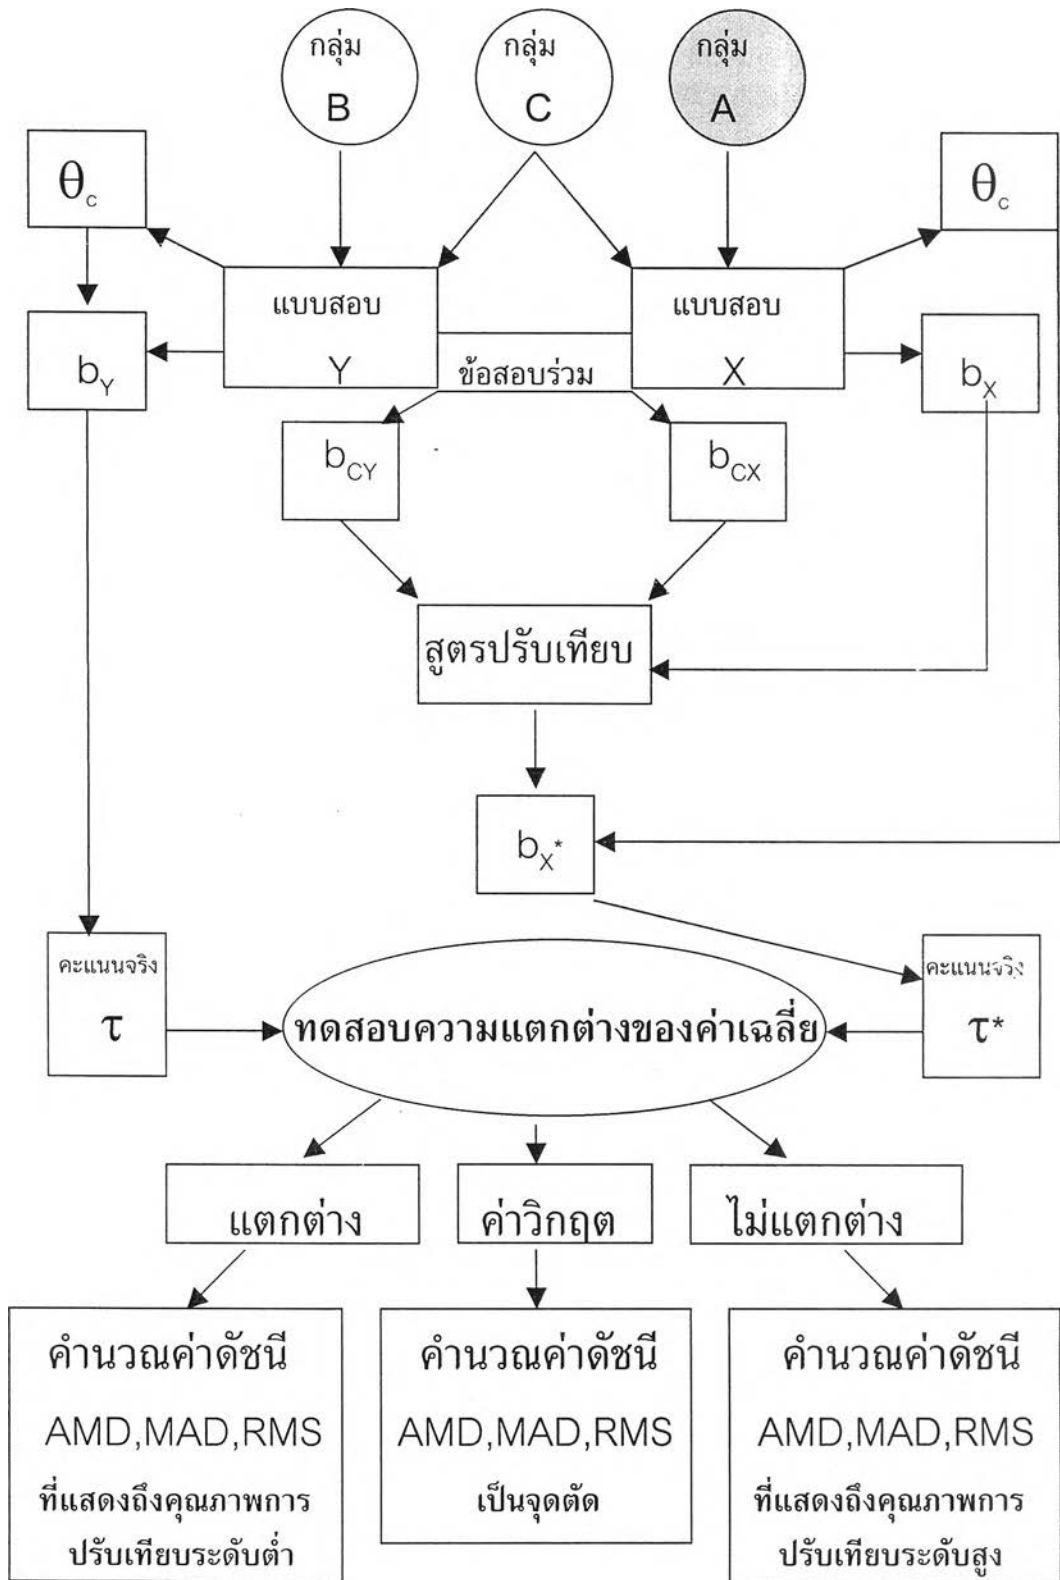 กลุ่ม
B
กลุ่ม
C
กลุ่ม
A
θc
θc
แบบสอบ
Y
แบบสอบ
X
ข้อสอบร่วม
bY
bX
bCY
bCX
สูตรปรับเทียบ
bX*
คะแนนจริง
τ
ทดสอบความแตกต่างของค่าเฉลี่ย
คะแนนจริง
τ*
แตกต่าง
ค่าวิกฤต
ไม่แตกต่าง
คำนวณค่าดัชนี
AMD,MAD,RMS
ที่แสดงถึงคุณภาพการ
ปรับเทียบระดับต่ำ
คำนวณค่าดัชนี
AMD,MAD,RMS
เป็นจุดตัด
คำนวณค่าดัชนี
AMD,MAD,RMS
ที่แสดงถึงคุณภาพการ
ปรับเทียบระดับสูง